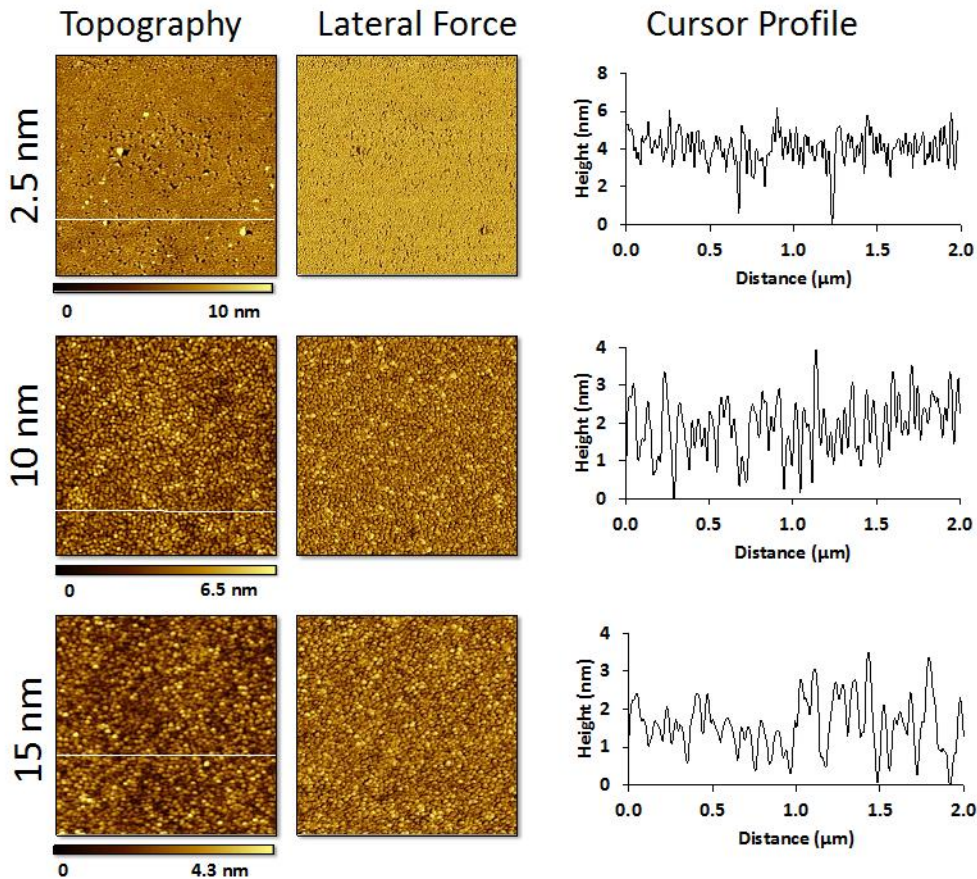 Topography Lateral Force Cursor Profile
2.5 nm
0 10 nm
Height (nm)
8
6
4
2
0
0.0 0.5 1.0 1.5 2.0
Distance (µm)
10 nm
0 6.5 nm
Height (nm)
4
3
2
1
0
0.0 0.5 1.0 1.5 2.0
Distance (µm)
15 nm
0 4.3 nm
Height (nm)
4
3
2
1
0
0.0 0.5 1.0 1.5 2.0
Distance (µm)